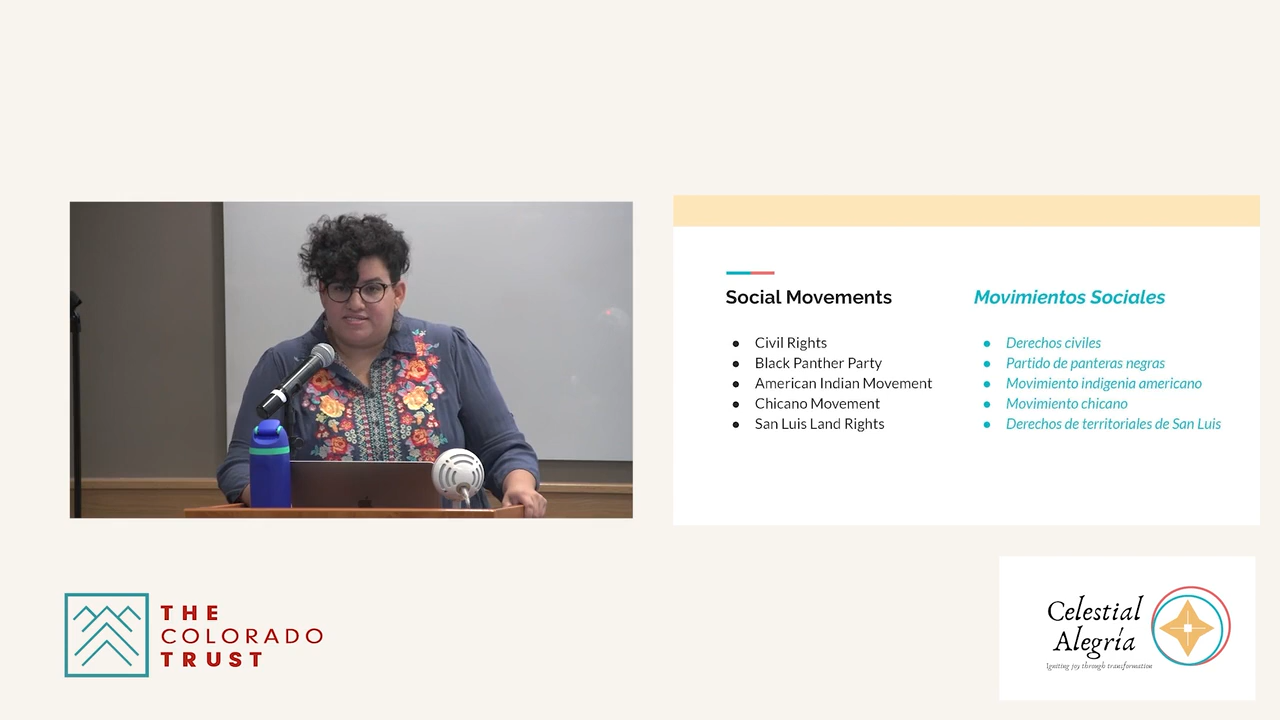 Social Movements
Civil Rights
Black Panther Party
American Indian Movement
Chicano Movement
San Luis Land Rights
Movimientos Sociales
Derechos civiles
Partido de panteras negras
Movimiento indigenia americano
Movimiento chicano
Derechos de territoriales de San Luis
THE
COLORADO
TRUST
Celestial
Alegría
Igniting joy through transformation